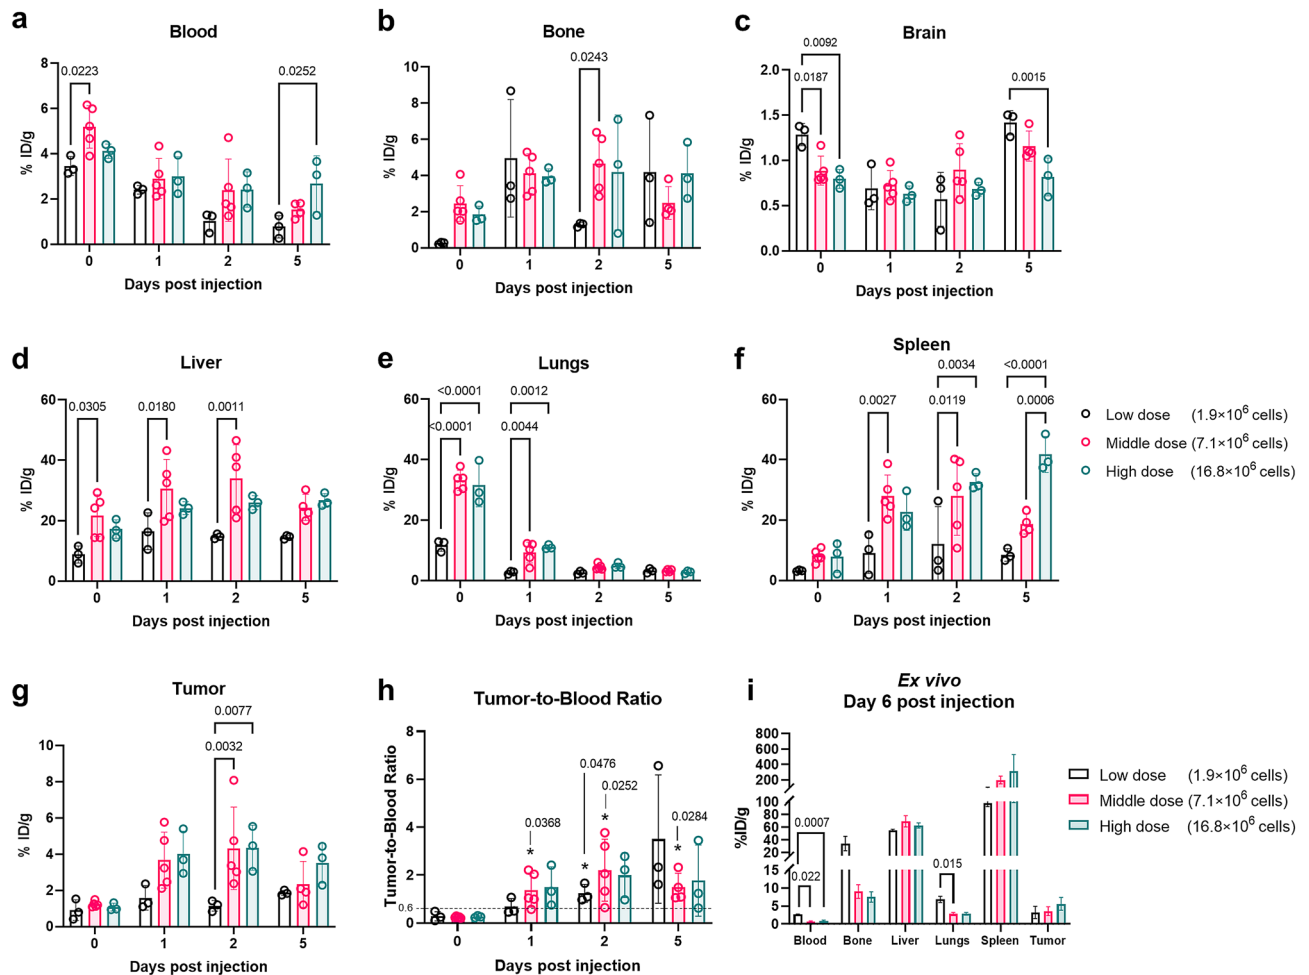 a
Blood
% ID/g
8
6
4
2
0
0.0223
0.0252
0
1
2
5
Days post injection
b
Bone
% ID/g
10
8
6
4
2
0
0.0243
0
1
2
5
Days post injection
c
Brain
% ID/g
2.0
1.5
1.0
0.5
0.0
0.0092
0.0187
0.0015
0
1
2
5
Days post injection
d
Liver
% ID/g
60
40
20
0
0.0305
0.0180
0.0011
0
1
2
5
Days post injection
e
Lungs
% ID/g
60
40
20
0
<0.0001
<0.0001
0.0012
0.0044
0
1
2
5
Days post injection
f
Spleen
% ID/g
60
40
20
0
0.0027
0.0034
0.0119
<0.0001
0.0006
0
1
2
5
Days post injection
Low dose (1.9×10⁶ cells)
Middle dose (7.1×10⁶ cells)
High dose (16.8×10⁶ cells)
g
Tumor
% ID/g
10
8
6
4
2
0
0.0077
0.0032
0
1
2
5
Days post injection
h
Tumor-to-Blood Ratio
Tumor-to-Blood Ratio
8
6
4
2
0.6
0
0.0368
*
0.0476
*
0.0252
*
0.0284
*
0
1
2
5
Days post injection
i
Ex vivo
Day 6 post injection
%ID/g
800
600
400
200
100
80
60
40
20
15
10
5
0
0.0007
0.022
0.015
Blood
Bone
Liver
Lungs
Spleen
Tumor
Low dose (1.9×10⁶ cells)
Middle dose (7.1×10⁶ cells)
High dose (16.8×10⁶ cells)